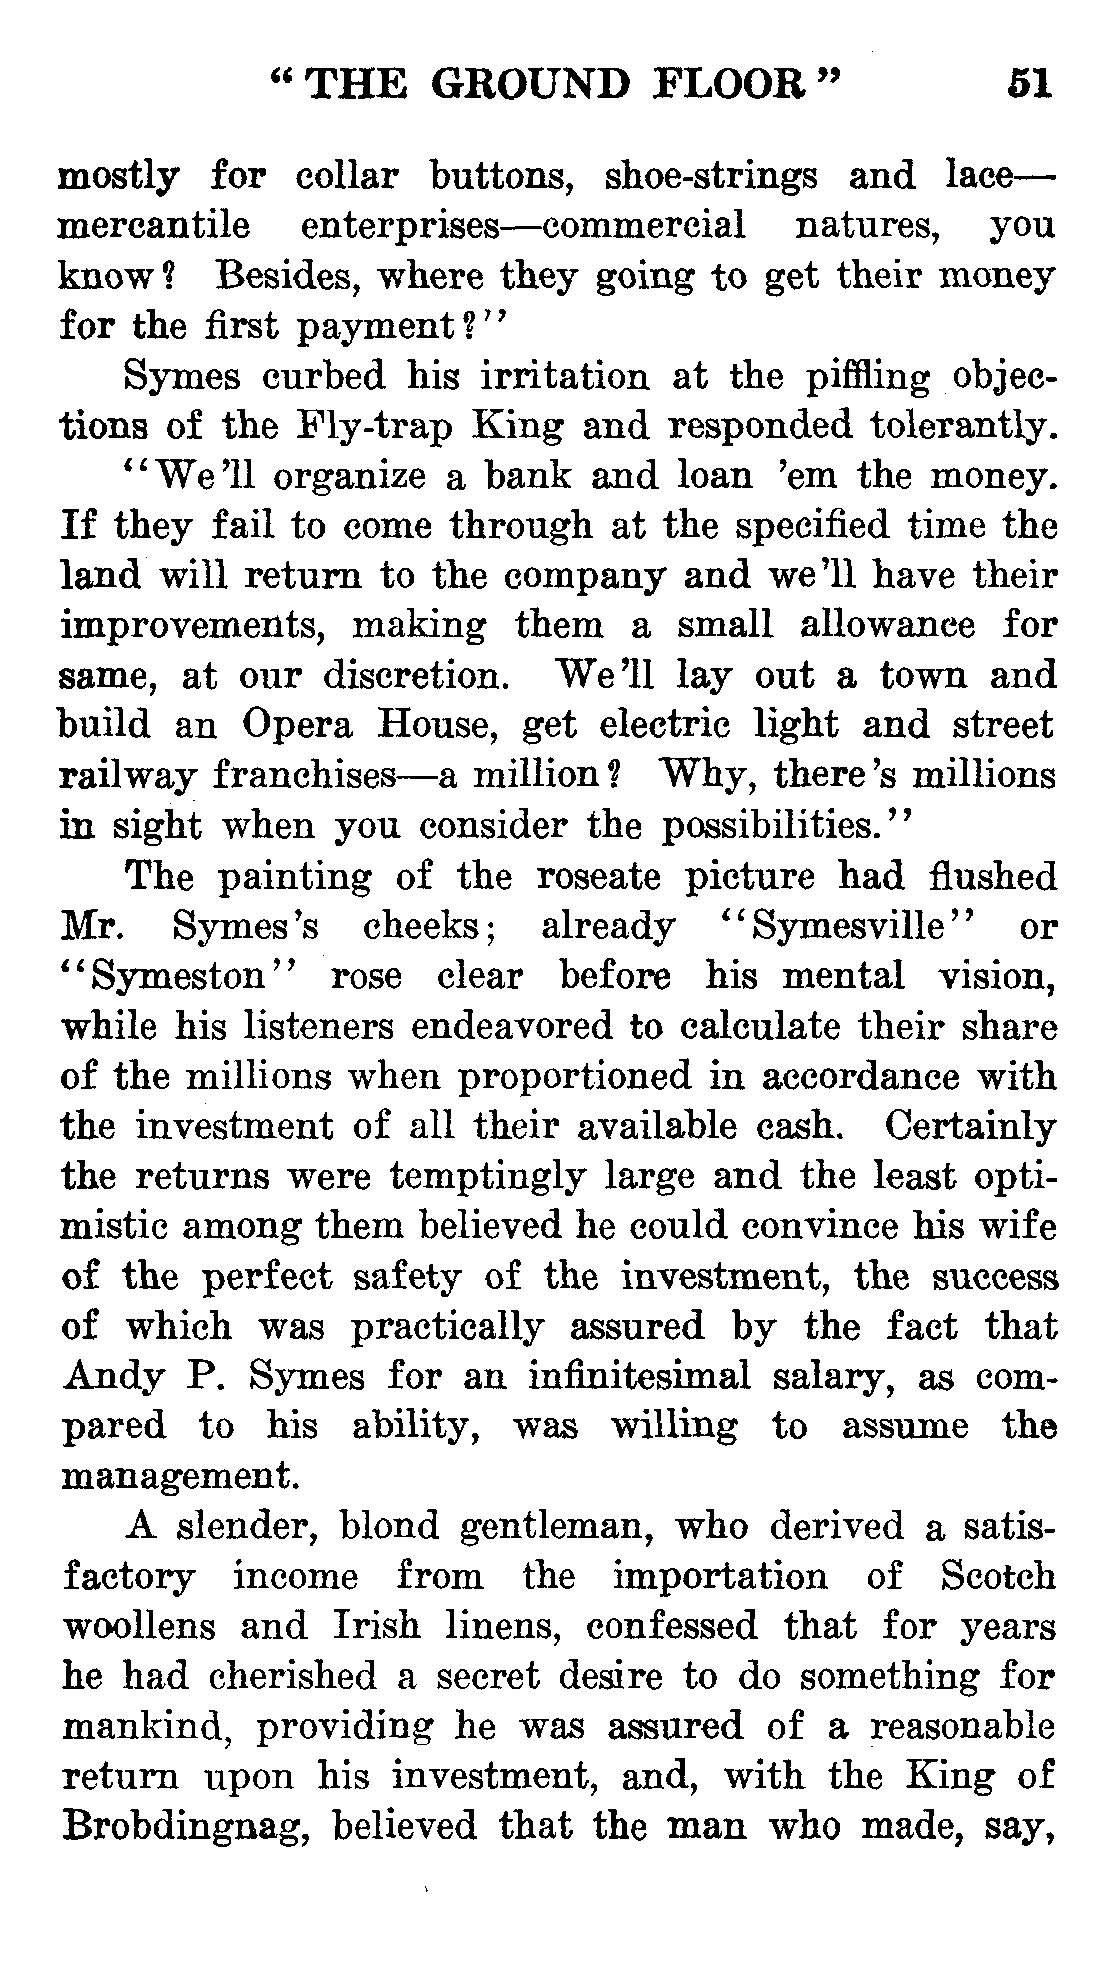 “ THE GROUND FLOOR ” 51
mostly for collar buttons, shoe-strings and lace—
mercantile enterprises—commercial natures, you
know? Besides, where they going to get their money
for the first payment?”
Symes curbed his irritation at the piffling objec-
tions of the Fly-trap King and responded tolerantly.
“We’ll organize a bank and loan ’em the money.
If they fail to come through at the specified time the
land will return to the company and we’ll have their
improvements, making them a small allowance for
same, at our discretion. We’ll lay out a town and
build an Opera House, get electric light and street
railway franchises—a million? Why, there’s millions
in sight when you consider the possibilities.”
The painting of the roseate picture had flushed
Mr. Symes’s cheeks; already “Symesville” or
“Symeston” rose clear before his mental vision,
while his listeners endeavored to calculate their share
of the millions when proportioned in accordance with
the investment of all their available cash. Certainly
the returns were temptingly large and the least opti-
mistic among them believed he could convince his wife
of the perfect safety of the investment, the success
of which was practically assured by the fact that
Andy P. Symes for an infinitesimal salary, as com-
pared to his ability, was willing to assume the
management.
A slender, blond gentleman, who derived a satis-
factory income from the importation of Scotch
woollens and Irish linens, confessed that for years
he had cherished a secret desire to do something for
mankind, providing he was assured of a reasonable
return upon his investment, and, with the King of
Brobdingnag, believed that the man who made, say,